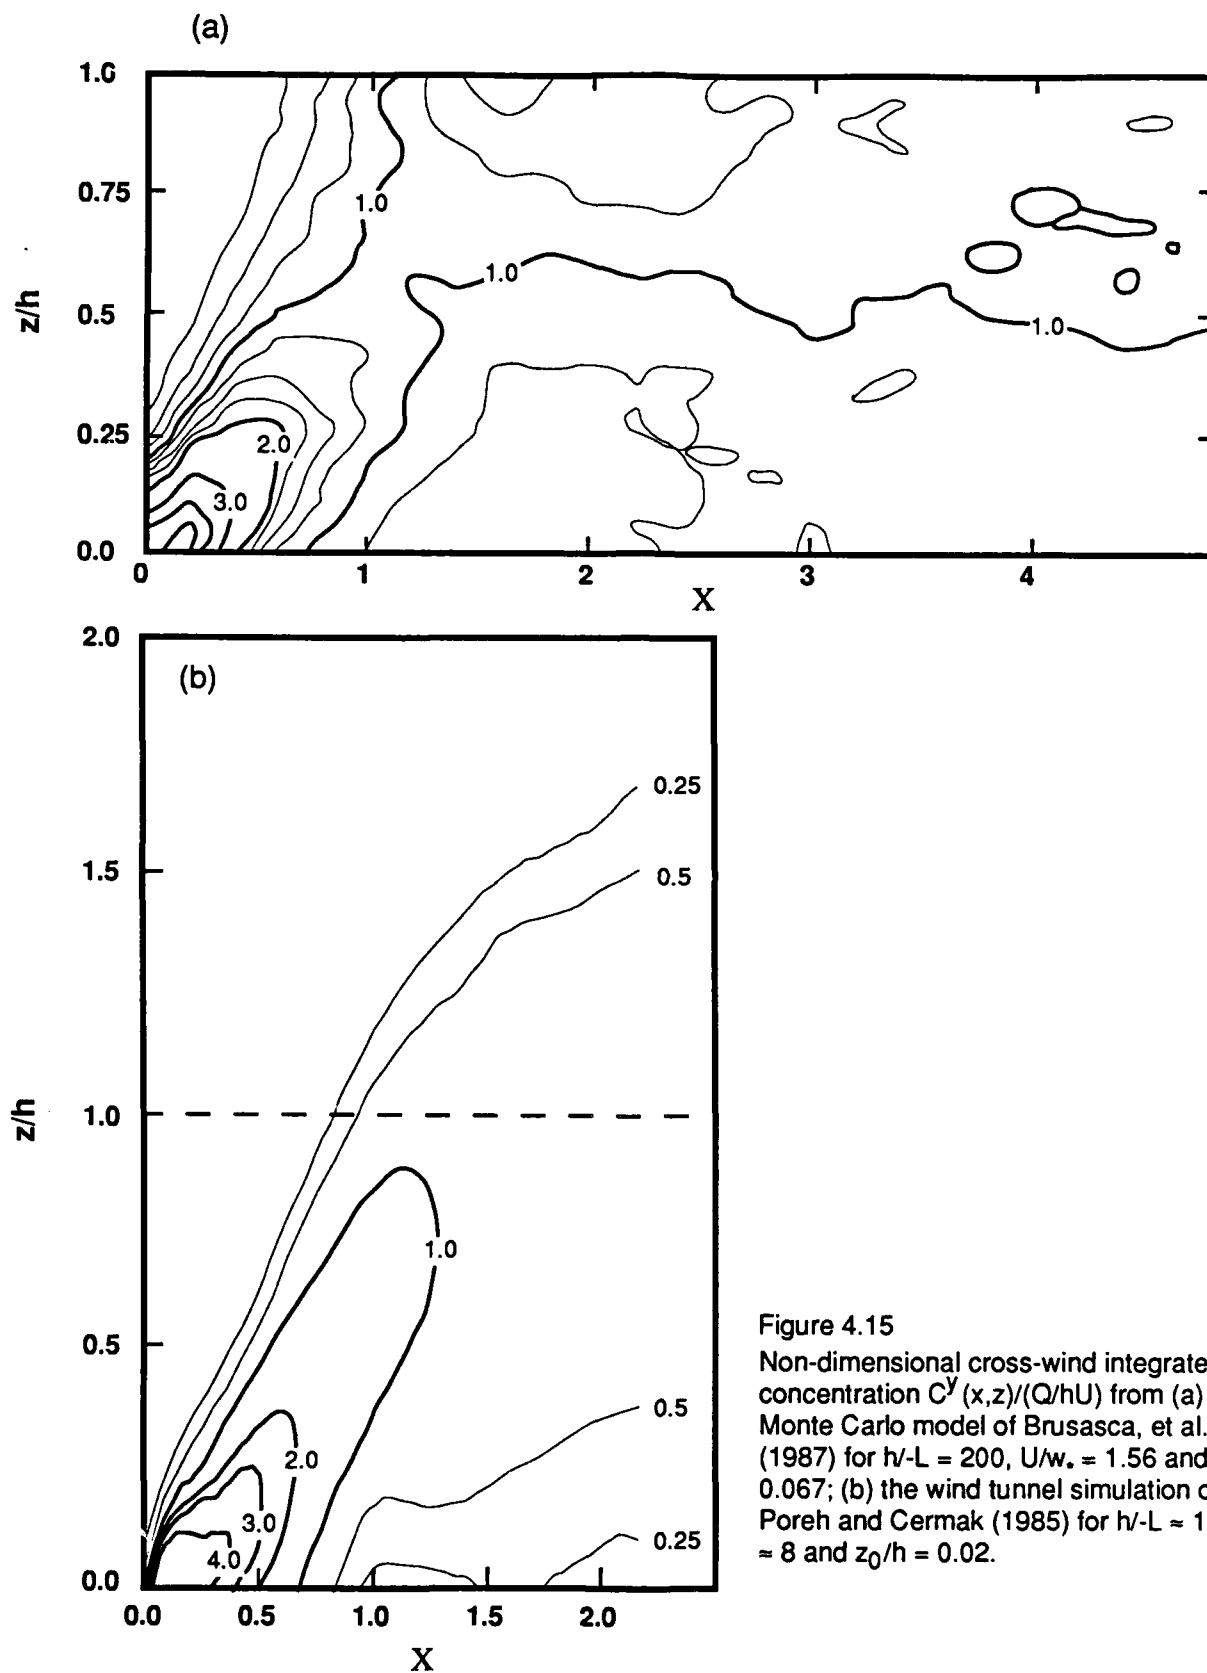 (a)
1.0
0.75
0.5
0.25
0.0
z/h
1.0
1.0
1.0
2.0
3.0
0
1
2
3
4
X
(b)
2.0
1.5
1.0
0.5
0.0
z/h
0.25
0.5
1.0
2.0
3.0
4.0
0.5
0.25
0.0
0.5
1.0
1.5
2.0
X
Figure 4.15
Non-dimensional cross-wind integrate
concentration Cʸ (x,z)/(Q/hU) from (a)
Monte Carlo model of Brusasca, et al.
(1987) for h/-L = 200, U/w* = 1.56 and
0.067; (b) the wind tunnel simulation o
Poreh and Cermak (1985) for h/-L ≈ 1
≈ 8 and z₀/h = 0.02.